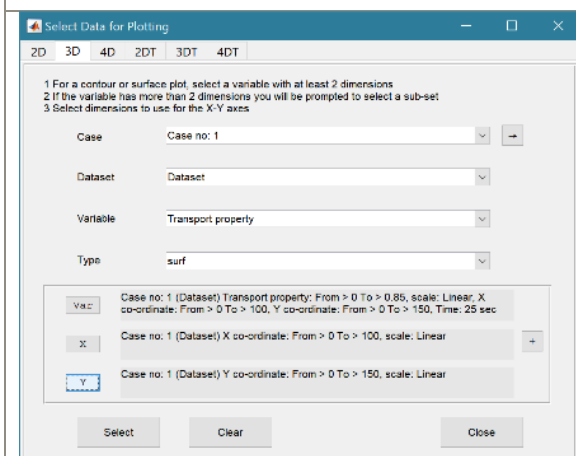 Select Data for Plotting
2D 3D 4D 2DT 3DT 4DT
1 For a contour or surface plot, select a variable with at least 2 dimensions
2 If the variable has more than 2 dimensions you will be prompted to select a sub-set
3 Select dimensions to use for the X-Y axes
Case Case no: 1 →
Dataset Dataset
Variable Transport property
Type surf
Var Case no: 1 (Dataset) Transport property: From > 0 To > 0.85, scale: Linear, X
co-ordinate: From > 0 To > 100, Y co-ordinate: From > 0 To > 150, Time: 25 sec
X Case no: 1 (Dataset) X co-ordinate: From > 0 To > 100, scale: Linear +
Y Case no: 1 (Dataset) Y co-ordinate: From > 0 To > 150, scale: Linear
Select Clear Close